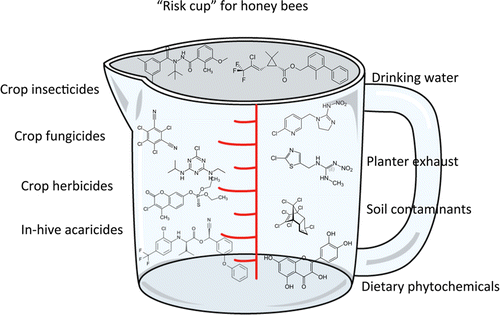 “Risk cup” for honey bees
Crop insecticides
Crop fungicides
Crop herbicides
In-hive acaricides
Drinking water
Planter exhaust
Soil contaminants
Dietary phytochemicals